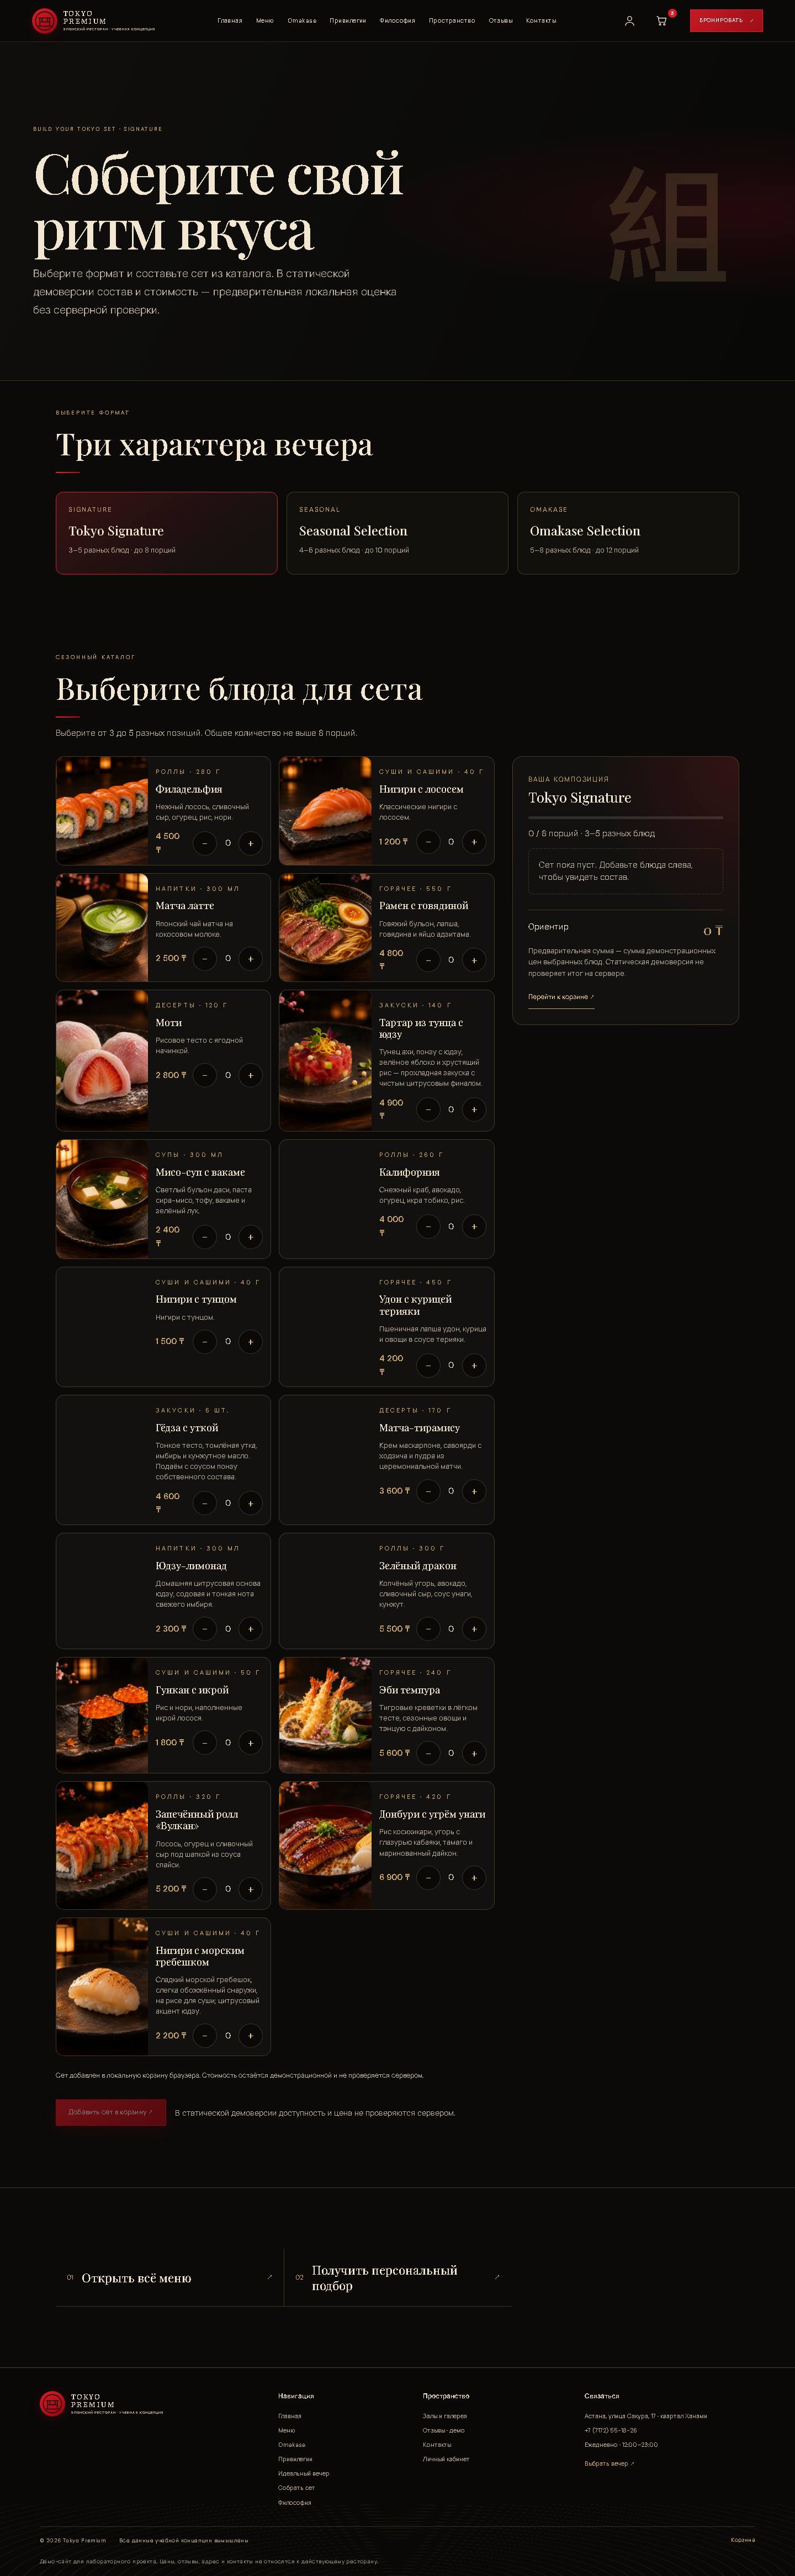 TOKYO
PREMIUM
ЯПОНСКИЙ РЕСТОРАН · УЧЕБНАЯ КОНЦЕПЦИЯ
Главная
Меню
Omakase
Привилегии
Философия
Пространство
Отзывы
Контакты
БРОНИРОВАТЬ ↗
BUILD YOUR TOKYO SET · SIGNATURE
Соберите свой
ритм вкуса
組
Выберите формат и составьте сет из каталога. В статической
демоверсии состав и стоимость — предварительная локальная оценка
без серверной проверки.
ВЫБЕРИТЕ ФОРМАТ
Три характера вечера
SIGNATURE
Tokyo Signature
3–5 разных блюд · до 8 порций
SEASONAL
Seasonal Selection
4–6 разных блюд · до 10 порций
OMAKASE
Omakase Selection
5–8 разных блюд · до 12 порций
СЕЗОННЫЙ КАТАЛОГ
Выберите блюда для сета
Выберите от 3 до 5 разных позиций. Общее количество не выше 8 порций.
РОЛЛЫ · 280 Г
Филадельфия
Нежный лосось, сливочный
сыр, огурец, рис, нори.
4 500
₸
− 0 +
СУШИ И САШИМИ · 40 Г
Нигири с лососем
Классические нигири с
лососем.
1 200 ₸ − 0 +
НАПИТКИ · 300 МЛ
Матча латте
Японский чай матча на
кокосовом молоке.
2 500 ₸ − 0 +
ГОРЯЧЕЕ · 550 Г
Рамен с говядиной
Говяжий бульон, лапша,
говядина и яйцо адзитама.
4 800
₸
− 0 +
ДЕСЕРТЫ · 120 Г
Моти
Рисовое тесто с ягодной
начинкой.
2 800 ₸ − 0 +
ЗАКУСКИ · 140 Г
Тартар из тунца с
юдзу
Тунец ахи, понзу с юдзу,
зелёное яблоко и хрустящий
рис — прохладная закуска с
чистым цитрусовым финалом.
4 900
₸
− 0 +
СУПЫ · 300 МЛ
Мисо-суп с вакаме
Светлый бульон даси, паста
сира-мисо, тофу, вакаме и
зелёный лук.
2 400
₸
− 0 +
РОЛЛЫ · 260 Г
Калифорния
Снежный краб, авокадо,
огурец, икра тобико, рис.
4 000
₸
− 0 +
СУШИ И САШИМИ · 40 Г
Нигири с тунцом
Нигири с тунцом.
1 500 ₸ − 0 +
ГОРЯЧЕЕ · 450 Г
Удон с курицей
терияки
Пшеничная лапша удон, курица
и овощи в соусе терияки.
4 200
₸
− 0 +
ЗАКУСКИ · 6 ШТ.
Гёдза с уткой
Тонкое тесто, томлёная утка,
имбирь и кунжутное масло.
Подаём с соусом понзу
собственного состава.
4 600
₸
− 0 +
ДЕСЕРТЫ · 170 Г
Матча-тирамису
Крем маскарпоне, савоярди с
ходзича и пудра из
церемониальной матчи.
3 600 ₸ − 0 +
НАПИТКИ · 300 МЛ
Юдзу-лимонад
Домашняя цитрусовая основа
юдзу, содовая и тонкая нота
свежего имбиря.
2 300 ₸ − 0 +
РОЛЛЫ · 300 Г
Зелёный дракон
Копчёный угорь, авокадо,
сливочный сыр, соус унаги,
кунжут.
5 500 ₸ − 0 +
СУШИ И САШИМИ · 50 Г
Гункан с икрой
Рис и нори, наполненные
икрой лосося.
1 800 ₸ − 0 +
ГОРЯЧЕЕ · 240 Г
Эби темпура
Тигровые креветки в лёгком
тесте, сезонные овощи и
тэнцую с дайконом.
5 600 ₸ − 0 +
РОЛЛЫ · 320 Г
Запечённый ролл
«Вулкан»
Лосось, огурец и сливочный
сыр под шапкой из соуса
спайси.
5 200 ₸ − 0 +
ГОРЯЧЕЕ · 420 Г
Донбури с угрём унаги
Рис косихикари, угорь с
глазурью кабаяки, тамаго и
маринованный дайкон.
6 900 ₸ − 0 +
СУШИ И САШИМИ · 40 Г
Нигири с морским
гребешком
Сладкий морской гребешок,
слегка обожжённый снаружи,
на рисе для суши; цитрусовый
акцент юдзу.
2 200 ₸ − 0 +
ВАША КОМПОЗИЦИЯ
Tokyo Signature
0 / 8 порций · 3–5 разных блюд
Сет пока пуст. Добавьте блюда слева,
чтобы увидеть состав.
Ориентир
0 ₸
Предварительная сумма — сумма демонстрационных
цен выбранных блюд. Статическая демоверсия не
проверяет итог на сервере.
Перейти к корзине ↗
Сет добавлен в локальную корзину браузера. Стоимость остаётся демонстрационной и не проверяется сервером.
Добавить сет в корзину ↗
В статической демоверсии доступность и цена не проверяются сервером.
01 Открыть всё меню ↗
02 Получить персональный
подбор ↗
TOKYO
PREMIUM
ЯПОНСКИЙ РЕСТОРАН · УЧЕБНАЯ КОНЦЕПЦИЯ
Навигация
Главная
Меню
Omakase
Привилегии
Идеальный вечер
Собрать сет
Философия
Пространство
Залы и галерея
Отзывы · демо
Контакты
Личный кабинет
Связаться
Астана, улица Сакура, 17 · квартал Ханами
+7 (7172) 55-18-26
Ежедневно · 12:00–23:00
Выбрать вечер ↗
© 2026 Tokyo Premium
Все данные учебной концепции вымышлены
Корзина
Демо-сайт для лабораторного проекта. Цены, отзывы, адрес и контакты не относятся к действующему ресторану.